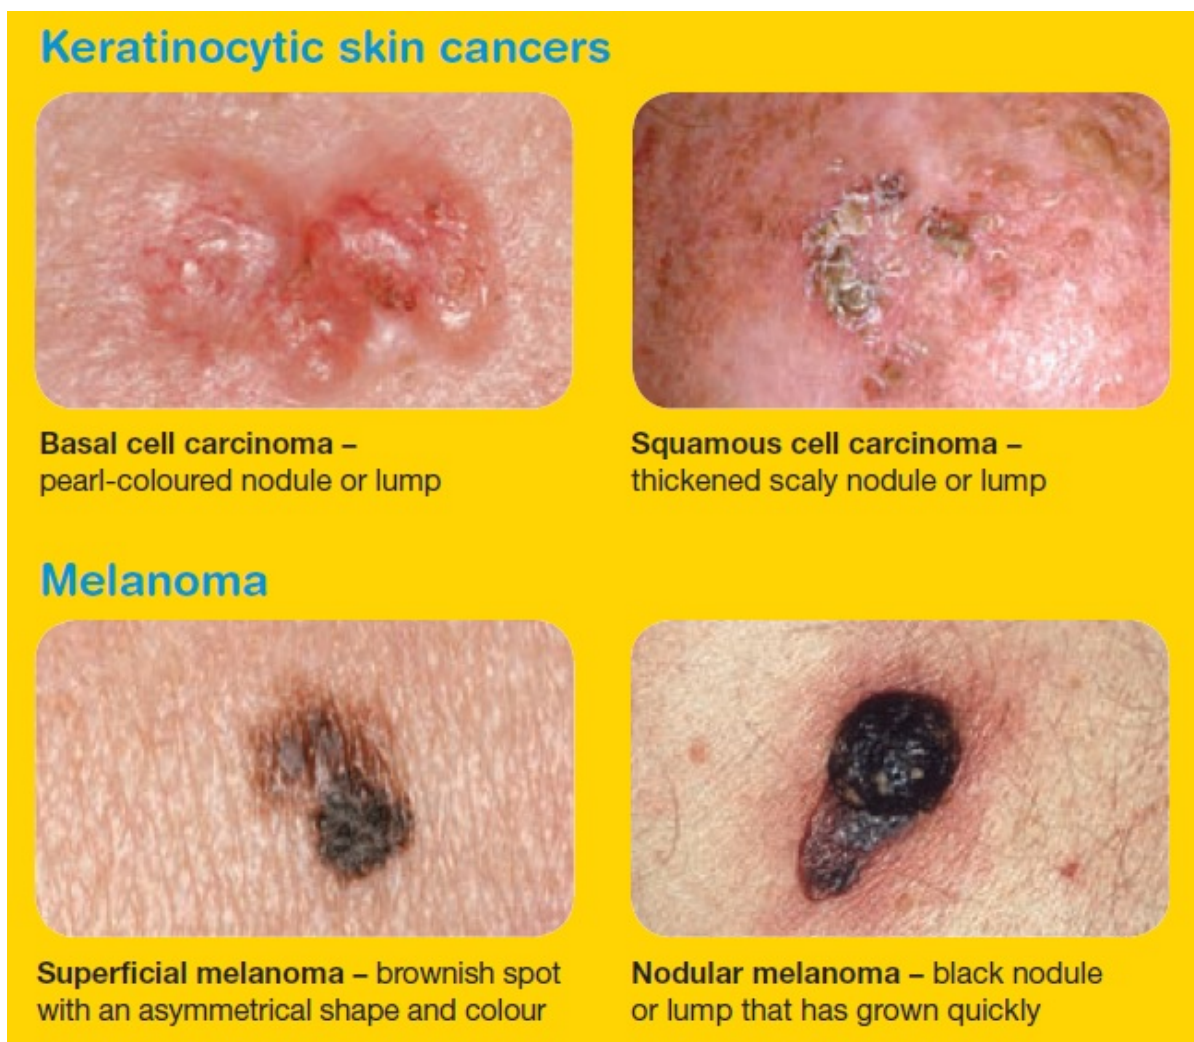 Keratinocytic skin cancers
Basal cell carcinoma –
pearl-coloured nodule or lump
Squamous cell carcinoma –
thickened scaly nodule or lump
Melanoma
Superficial melanoma – brownish spot
with an asymmetrical shape and colour
Nodular melanoma – black nodule
or lump that has grown quickly